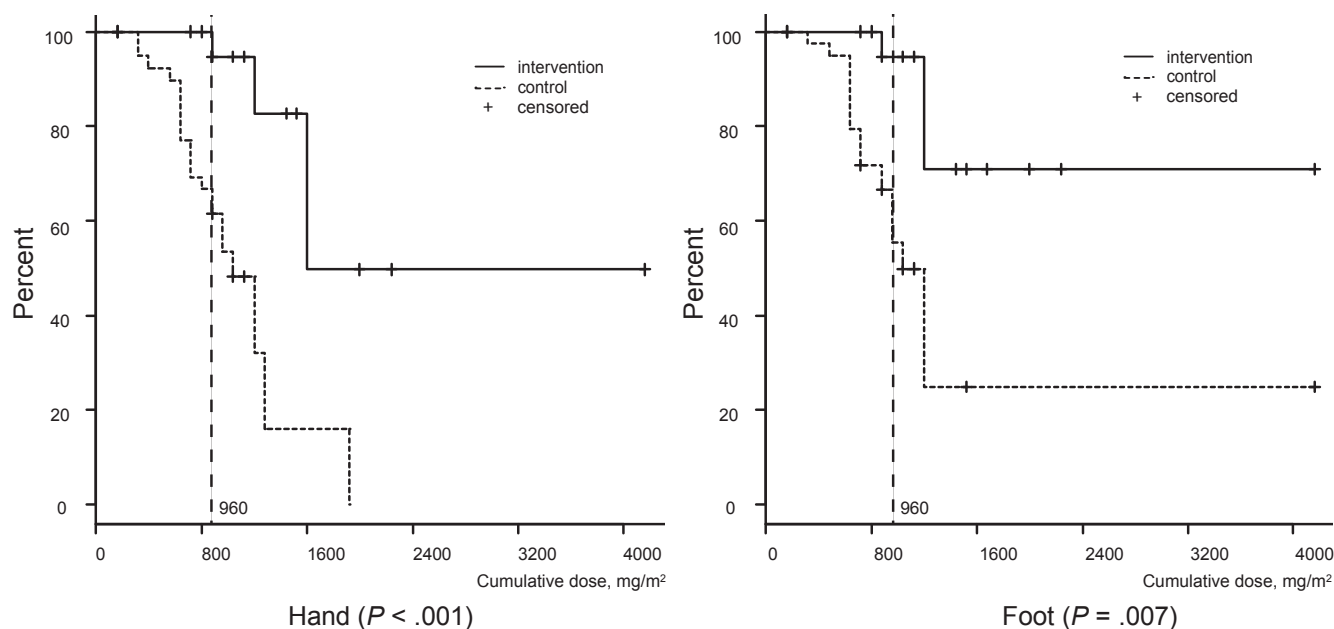 100
80
60
40
20
0
Percent
intervention
control
censored
960
0 800 1600 2400 3200 4000
Cumulative dose, mg/m²
Hand (P < .001)
100
80
60
40
20
0
Percent
intervention
control
censored
960
0 800 1600 2400 3200 4000
Cumulative dose, mg/m²
Foot (P = .007)